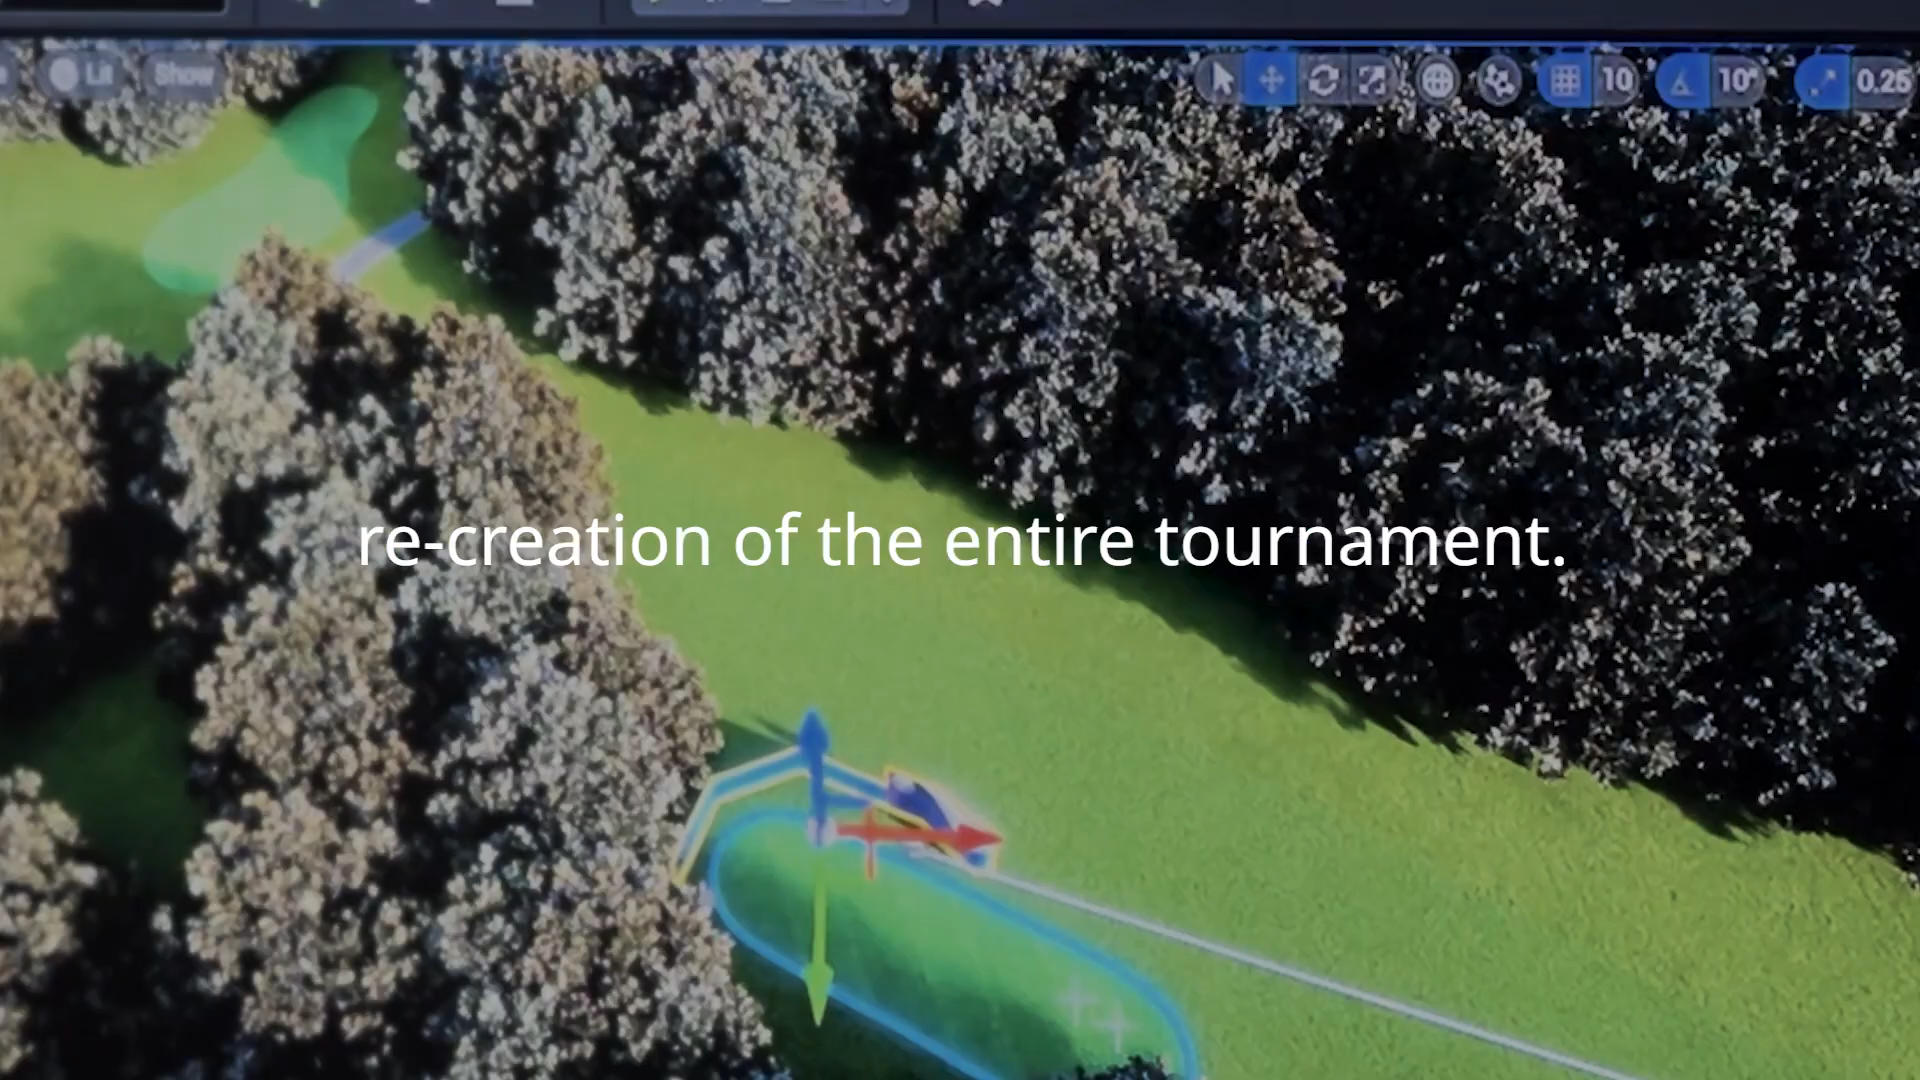 Lit Show 10 10° 0.25
re-creation of the entire tournament.